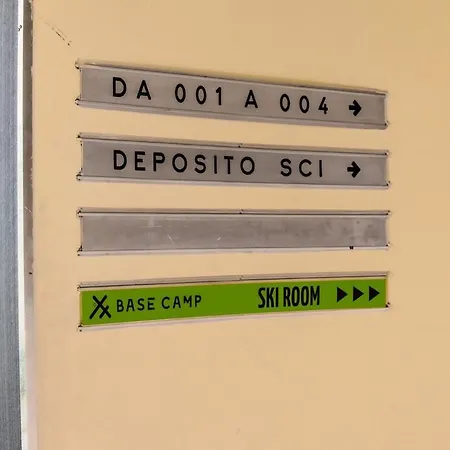 DA 001 A 004 →
DEPOSITO SCI →
BASE CAMP SKI ROOM ▶▶▶